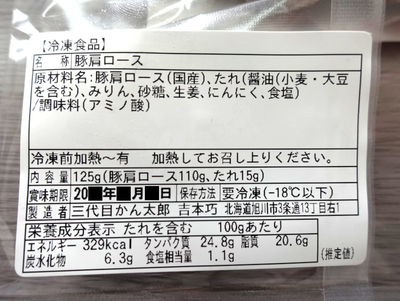 【冷凍食品】
名 称 豚肩ロース
原材料名:豚肩ロース(国産)、たれ(醤油(小麦・大豆
を含む)、みりん、砂糖、生姜、にんにく、食塩)
/調味料(アミノ酸)
冷凍前加熱～有 加熱してお召し上りください。
内 容 量 125g(豚肩ロース110g、たれ15g)
賞味期限 20■年■月■日 保存方法 要冷凍(-18℃以下)
製 造 者 三代目かん太郎 吉本巧 北海道旭川市3条通13丁目右1
栄養成分表示 たれを含む 100gあたり
エネルギー 329kcal タンパク質 24.8g 脂質 20.6g
炭水化物 6.3g 食塩相当量 1.1g (推定値)